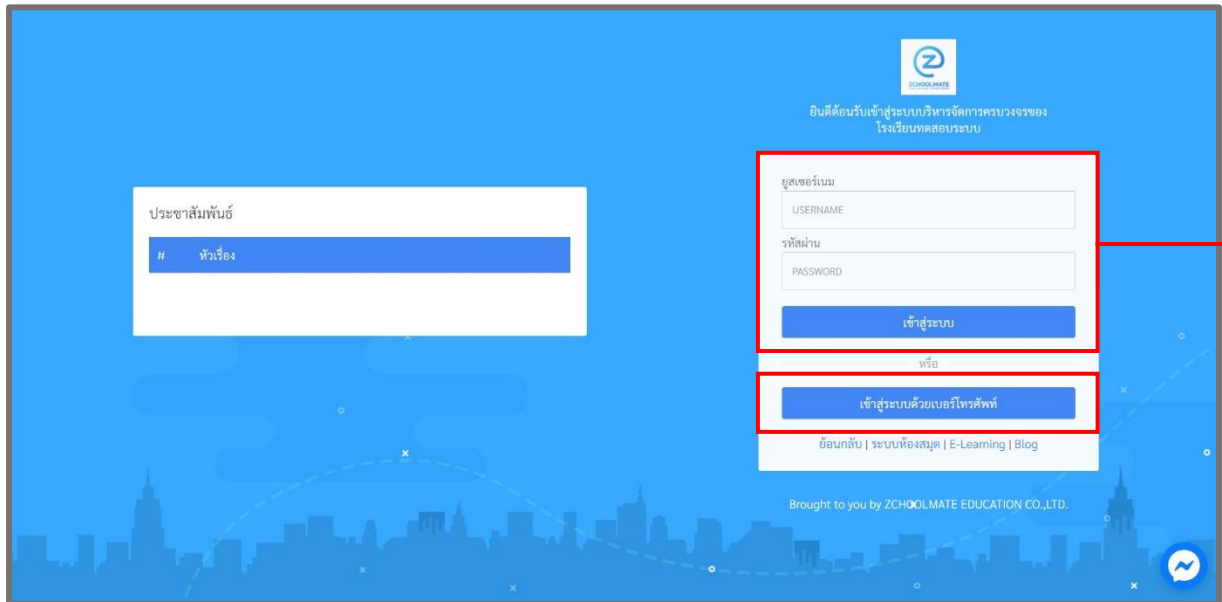 ZCHOOLMATE
ยินดีต้อนรับเข้าสู่ระบบบริหารจัดการครบวงจรของ
โรงเรียนทดสอบระบบ
ประชาสัมพันธ์
# หัวเรื่อง
ยูสเซอร์เนม
USERNAME
รหัสผ่าน
PASSWORD
เข้าสู่ระบบ
หรือ
เข้าสู่ระบบด้วยเบอร์โทรศัพท์
ย้อนกลับ | ระบบห้องสมุด | E-Learning | Blog
Brought to you by ZCHOOLMATE EDUCATION CO.,LTD.